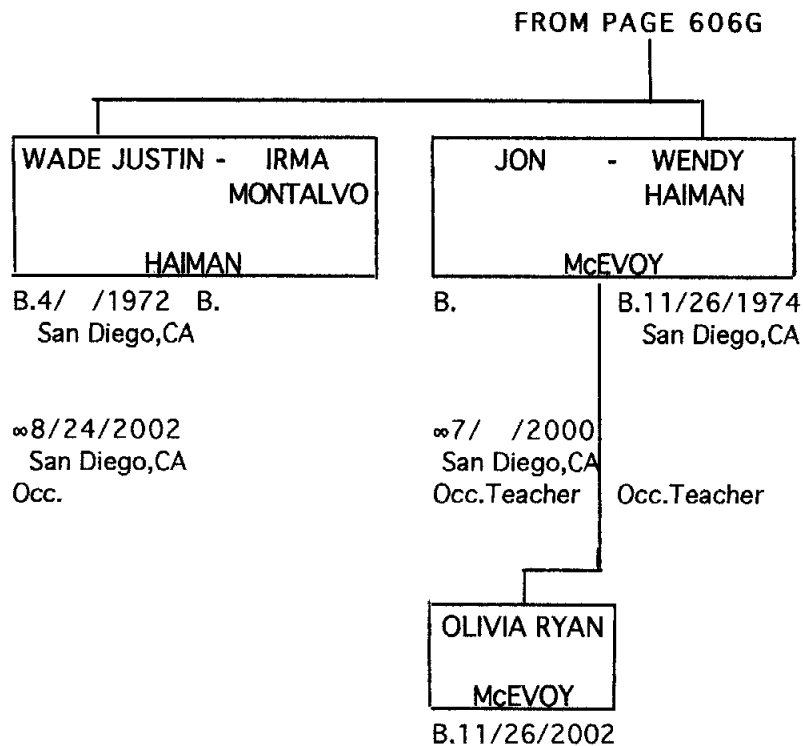 FROM PAGE 606G
WADE JUSTIN - IRMA
MONTALVO
HAIMAN
B.4/ /1972 B.
San Diego,CA
∞8/24/2002
San Diego,CA
Occ.
JON - WENDY
HAIMAN
McEVOY
B. B.11/26/1974
San Diego,CA
∞7/ /2000
San Diego,CA
Occ.Teacher Occ.Teacher
OLIVIA RYAN
McEVOY
B.11/26/2002